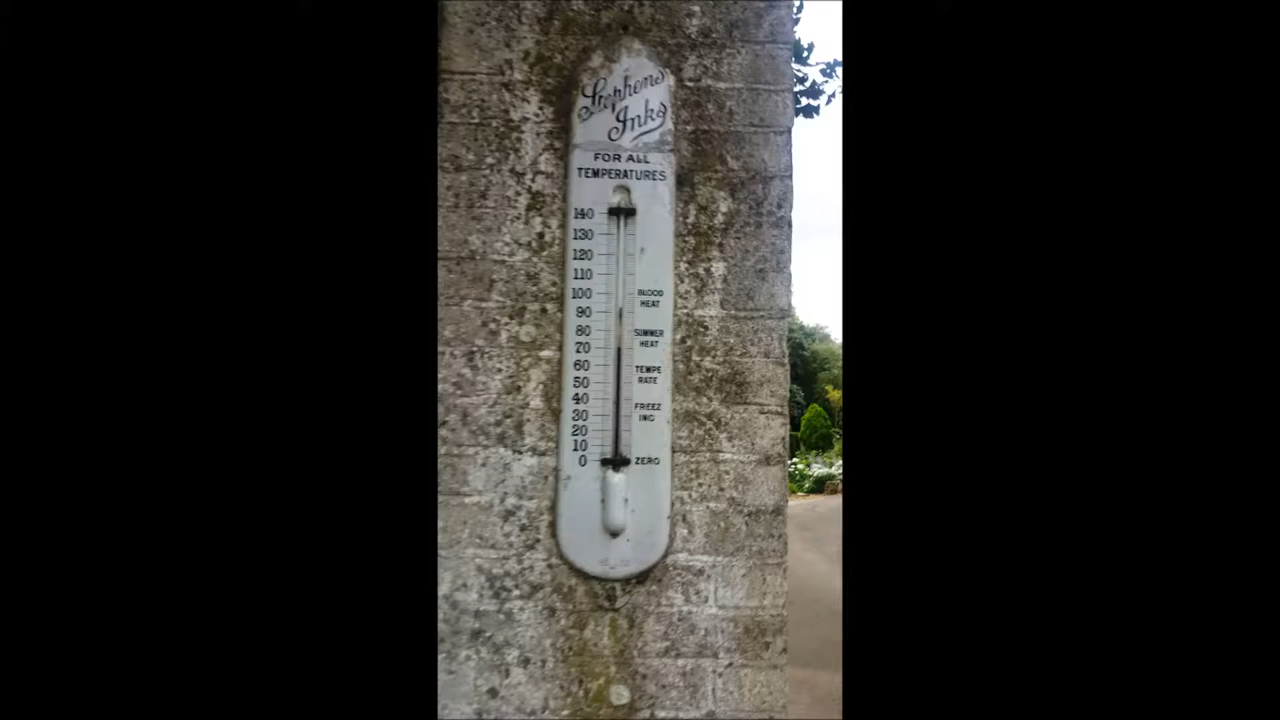 Stephens
Inks
FOR ALL
TEMPERATURES
140
130
120
110
100
BLOOD
HEAT
90
80
SUMMER
HEAT
70
60
TEMPE
RATE
50
40
FREEZ
ING
30
20
10
0
ZERO